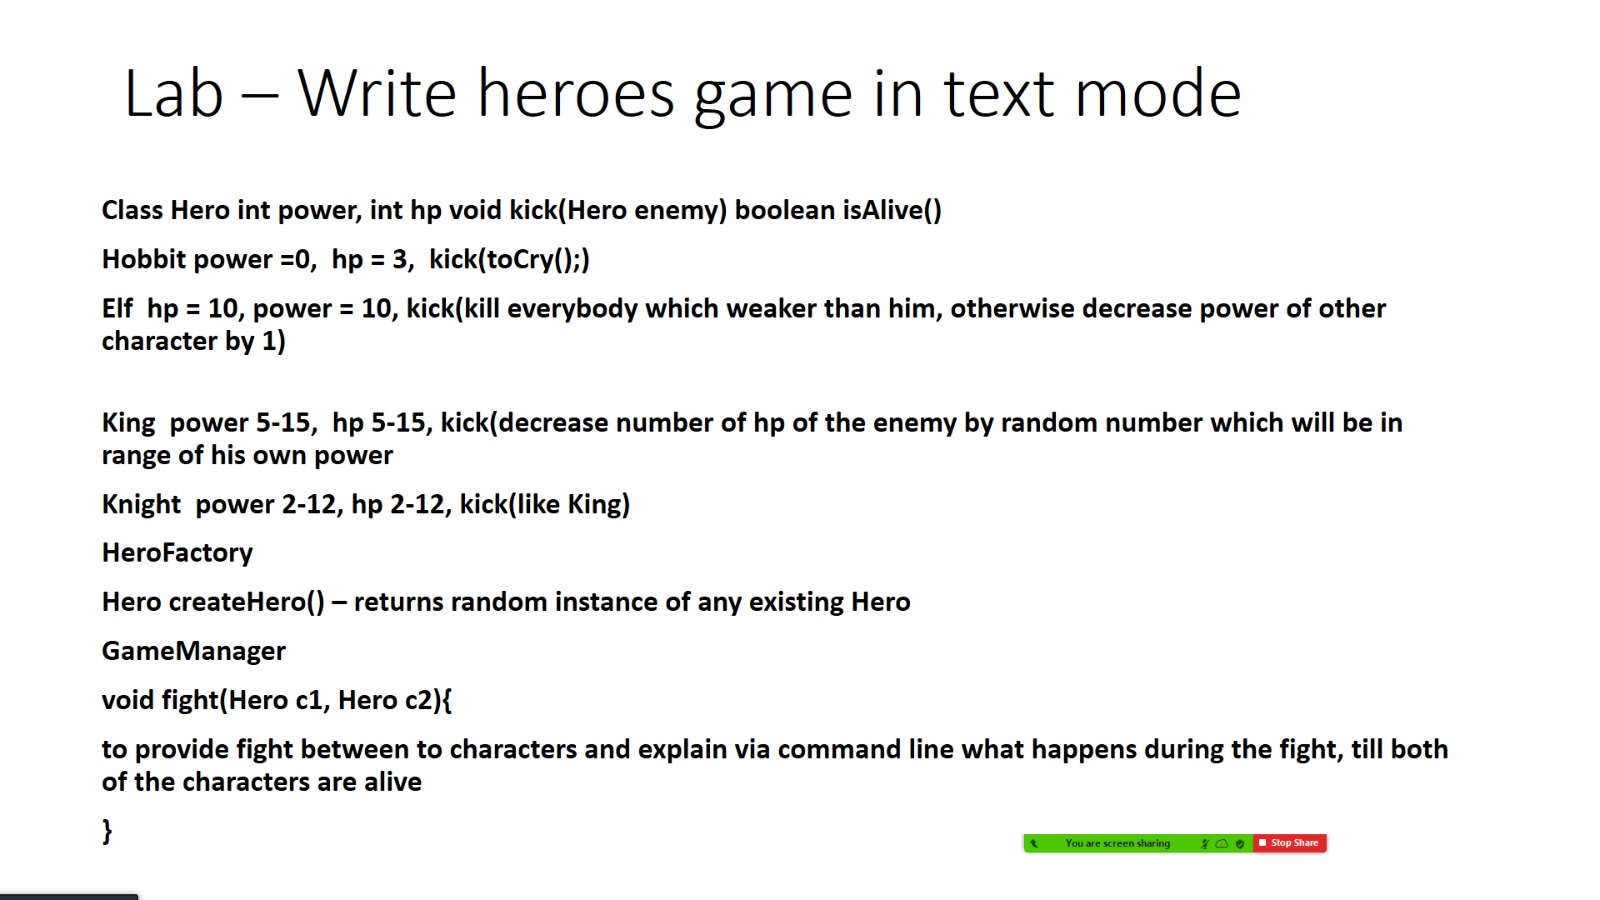 Lab – Write heroes game in text mode
Class Hero int power, int hp void kick(Hero enemy) boolean isAlive()
Hobbit power =0,  hp = 3,  kick(toCry();)
Elf  hp = 10, power = 10, kick(kill everybody which weaker than him, otherwise decrease power of other
character by 1)
King  power 5-15,  hp 5-15, kick(decrease number of hp of the enemy by random number which will be in
range of his own power
Knight  power 2-12, hp 2-12, kick(like King)
HeroFactory
Hero createHero() – returns random instance of any existing Hero
GameManager
void fight(Hero c1, Hero c2){
to provide fight between to characters and explain via command line what happens during the fight, till both
of the characters are alive
}
You are screen sharing Stop Share